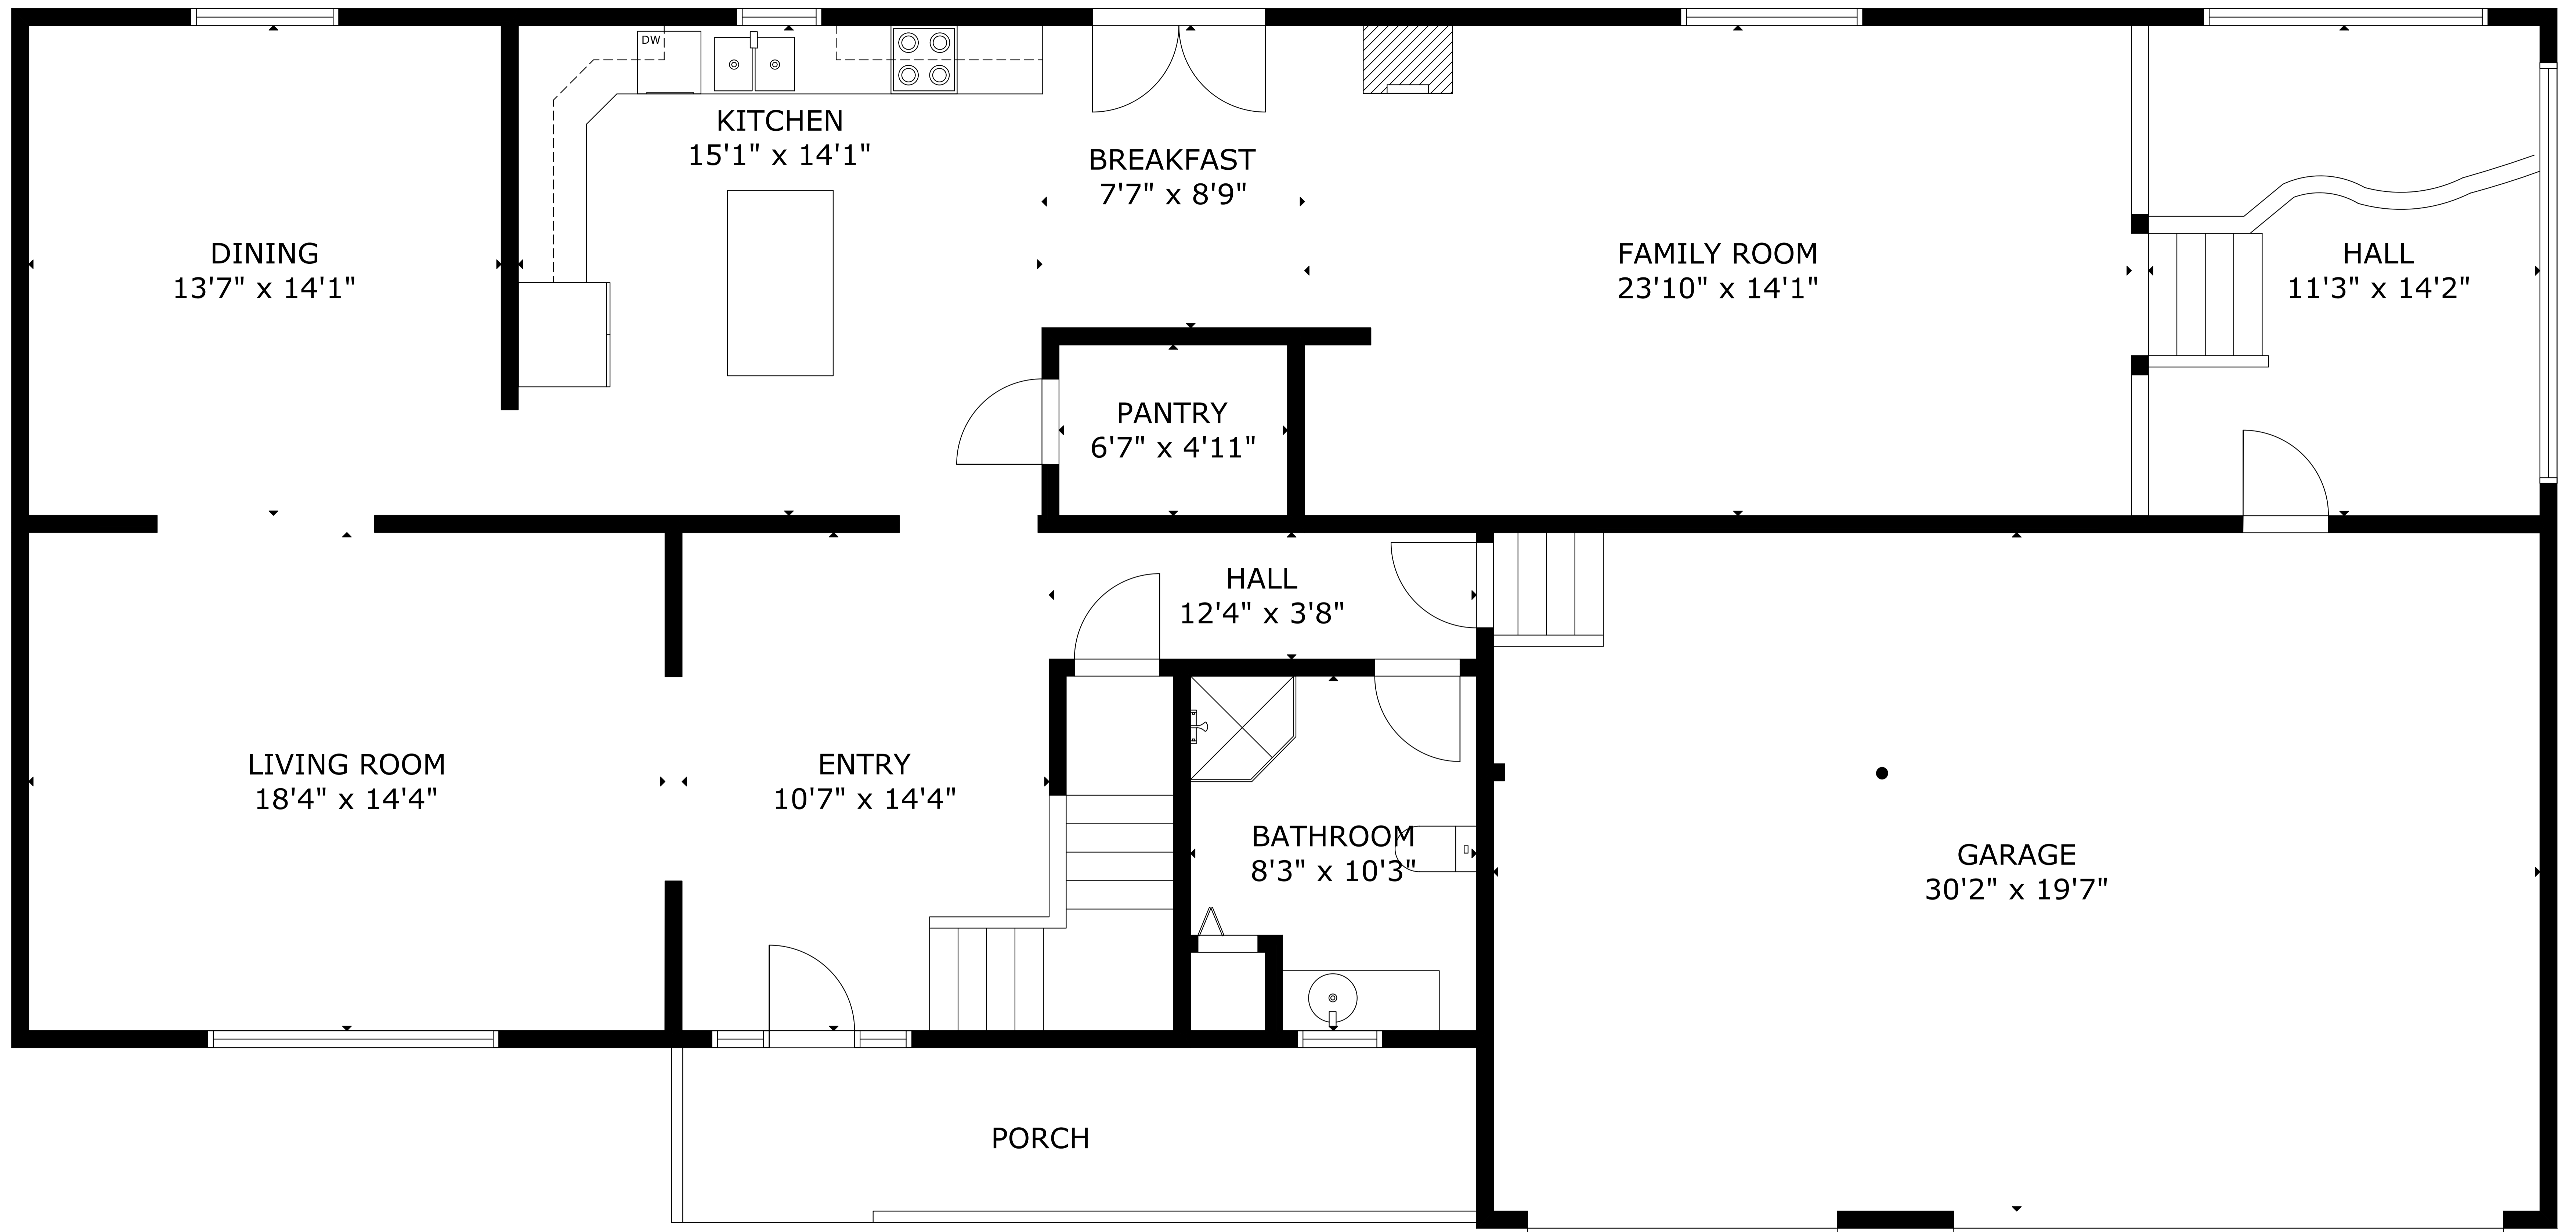 DW
KITCHEN
15'1" x 14'1"
BREAKFAST
7'7" x 8'9"
DINING
13'7" x 14'1"
FAMILY ROOM
23'10" x 14'1"
HALL
11'3" x 14'2"
PANTRY
6'7" x 4'11"
HALL
12'4" x 3'8"
LIVING ROOM
18'4" x 14'4"
ENTRY
10'7" x 14'4"
BATHROOM
8'3" x 10'3"
GARAGE
30'2" x 19'7"
PORCH